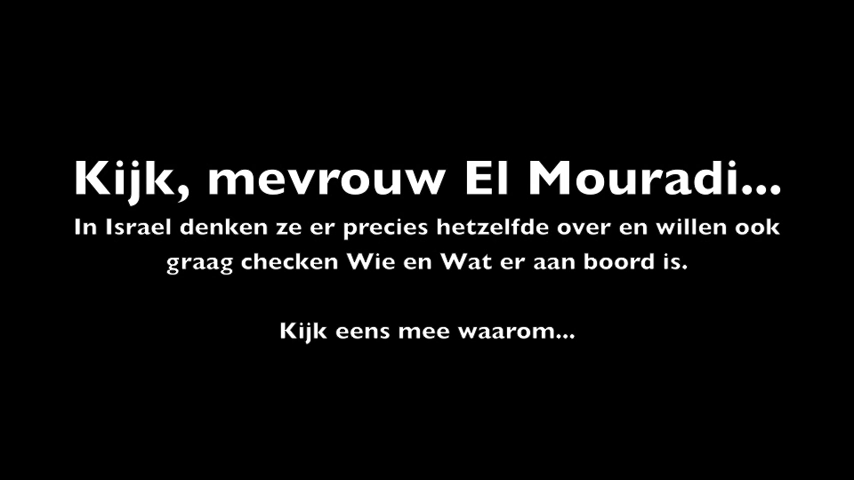 Kijk, mevrouw El Mouradi...
In Israel denken ze er precies hetzelfde over en willen ook
graag checken Wie en Wat er aan boord is.
Kijk eens mee waarom...